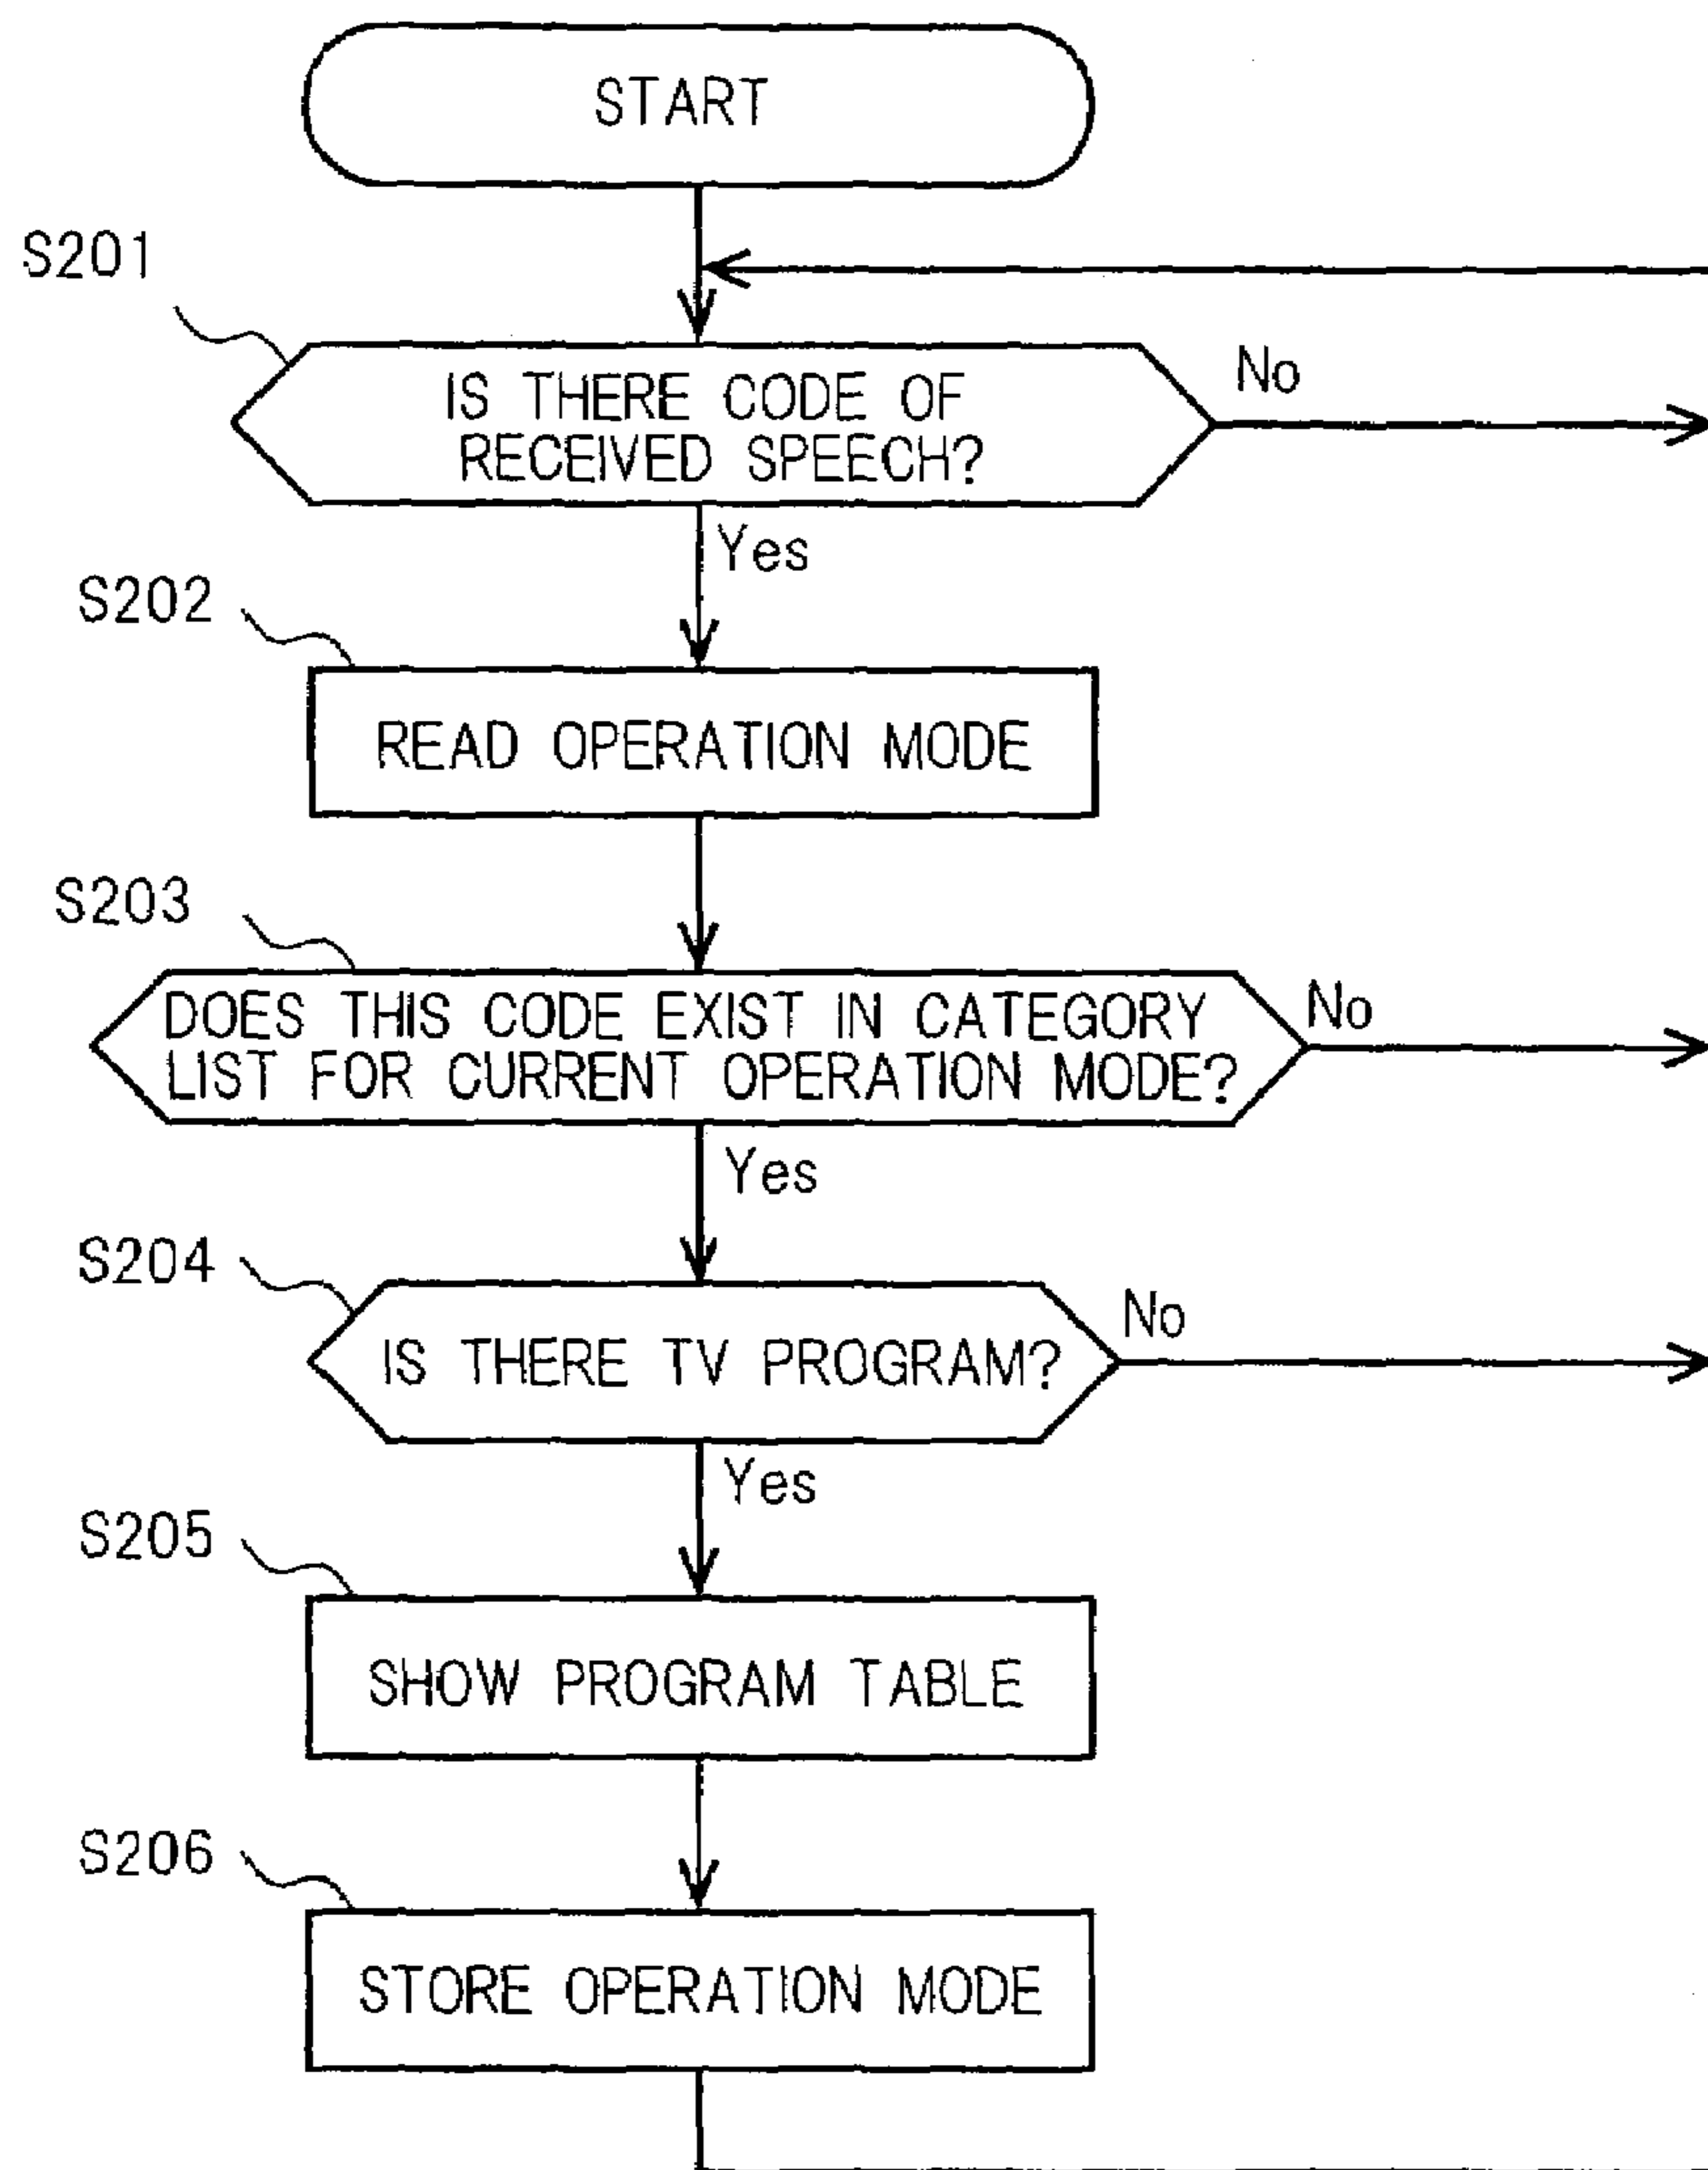 START
S201
IS THERE CODE OF
RECEIVED SPEECH?
No
Yes
S202
READ OPERATION MODE
S203
DOES THIS CODE EXIST IN CATEGORY
LIST FOR CURRENT OPERATION MODE?
No
Yes
S204
IS THERE TV PROGRAM?
No
Yes
S205
SHOW PROGRAM TABLE
S206
STORE OPERATION MODE